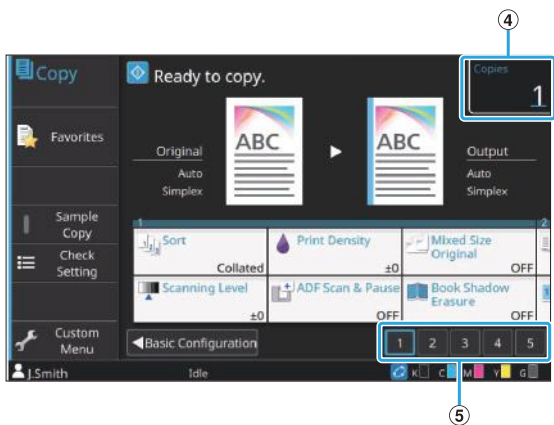 ④
Copy
Ready to copy.
Copies
1
Favorites
Original
Auto
Simplex
ABC
ABC
Output
Auto
Simplex
Sample
Copy
Check
Setting
Custom
Menu
1
2
Sort
Collated
Print Density
±0
Mixed Size
Original
OFF
Scanning Level
±0
ADF Scan & Pause
OFF
Book Shadow
Erasure
OFF
Basic Configuration
1 2 3 4 5
J.Smith
Idle
K C M Y G
⑤